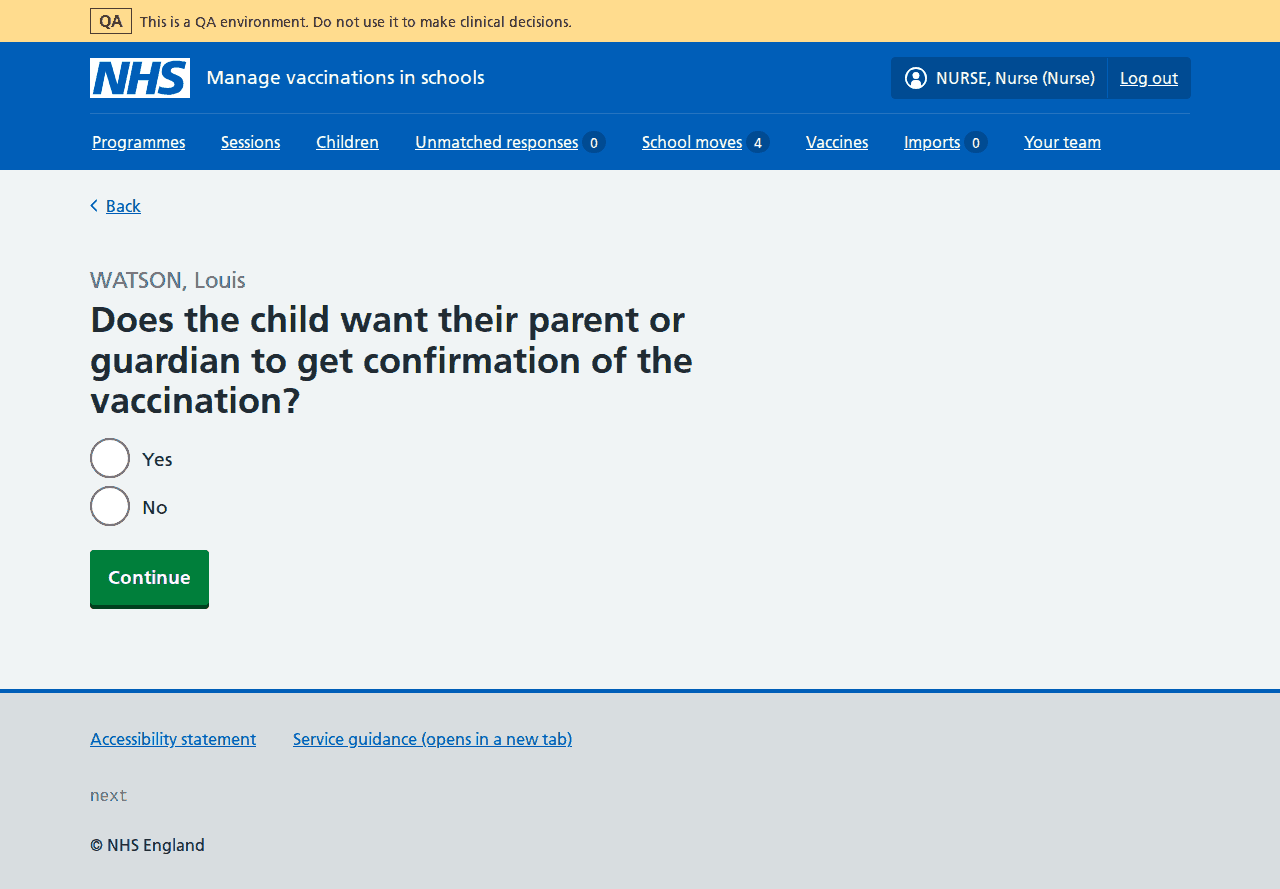 QA This is a QA environment. Do not use it to make clinical decisions.
NHS Manage vaccinations in schools NURSE, Nurse (Nurse) Log out
Programmes Sessions Children Unmatched responses 0 School moves 4 Vaccines Imports 0 Your team
Back
WATSON, Louis
Does the child want their parent or
guardian to get confirmation of the
vaccination?
Yes
No
Continue
Accessibility statement Service guidance (opens in a new tab)
next
© NHS England